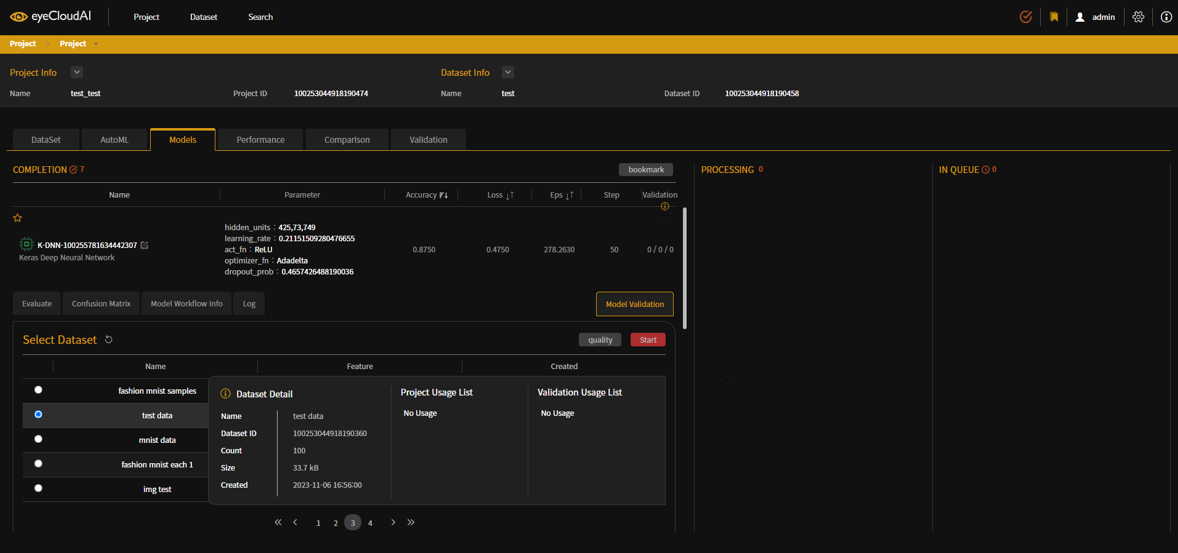 eyeCloudAI
Project Dataset Search
admin
Project Project
Project Info
Dataset Info
Name test_test Project ID 100253044918190474
Name test Dataset ID 100253044918190458
DataSet AutoML Models Performance Comparison Validation
COMPLETION 7
bookmark
PROCESSING 0
IN QUEUE 0
Name Parameter Accuracy Loss Eps Step Validation
hidden_units : 425,73,749
learning_rate : 0.21151509280476655
act_fn : ReLU
optimizer_fn : Adadelta
dropout_prob : 0.4657426488190036
K-DNN-100255781634442307
Keras Deep Neural Network
0.8750 0.4750 278.2630 50 0 / 0 / 0
Evaluate Confusion Matrix Model Workflow Info Log
Model Validation
Select Dataset
quality Start
Name Feature Created
fashion mnist samples
test data
mnist data
fashion mnist each 1
img test
Dataset Detail
Name test data
Dataset ID 100253044918190360
Count 100
Size 33.7 kB
Created 2023-11-06 16:56:00
Project Usage List
No Usage
Validation Usage List
No Usage
1 2 3 4